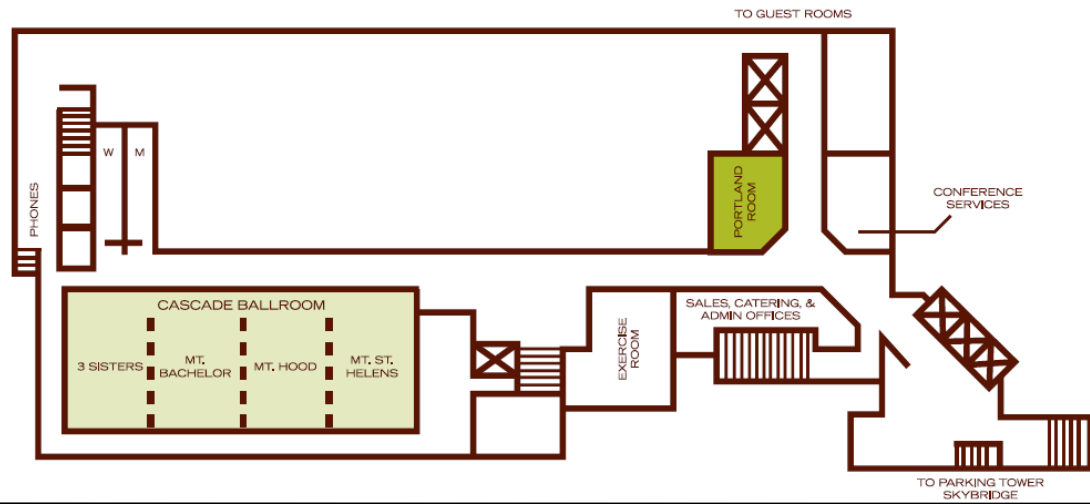 TO GUEST ROOMS
W
M
PHONES
PORTLAND
ROOM
CONFERENCE
SERVICES
CASCADE BALLROOM
3 SISTERS
MT.
BACHELOR
MT. HOOD
MT. ST.
HELENS
EXERCISE
ROOM
SALES, CATERING, &
ADMIN OFFICES
TO PARKING TOWER
SKYBRIDGE